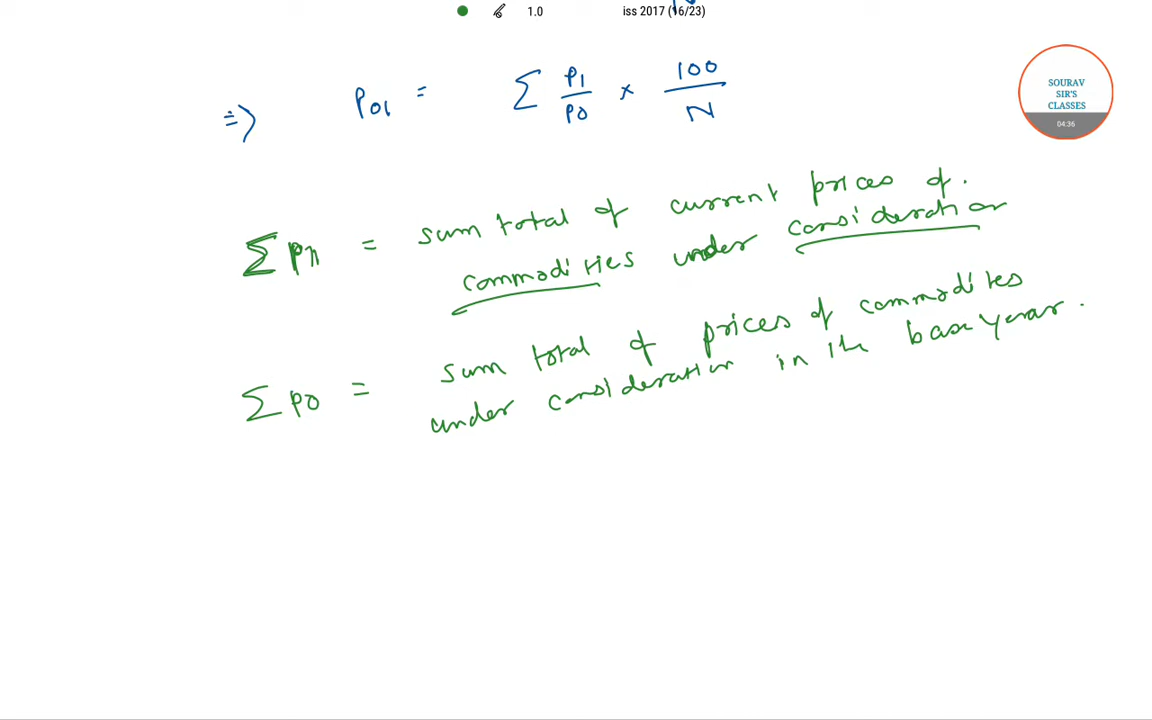 1.0 iss 2017 (16/23)
⇒ P01 = Σ P1/P0 × 100/N
SOURAV
SIR'S
CLASSES
04:36
Σ P1 = sum total of current prices of.
commodities under consideration
Σ P0 = sum total of prices of commodites
under consideration in the base year.